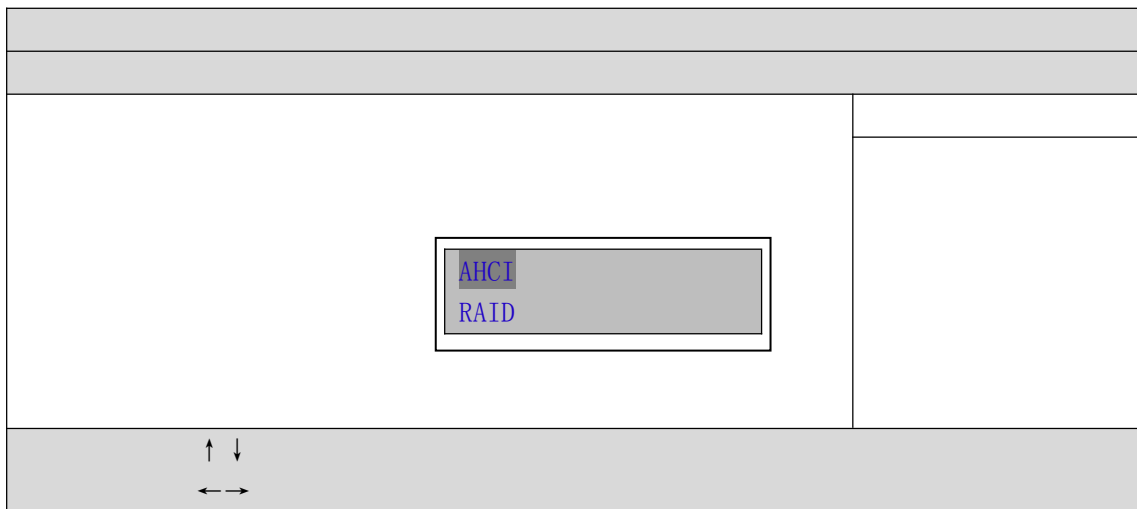 AHCI
RAID
↑ ↓
←→